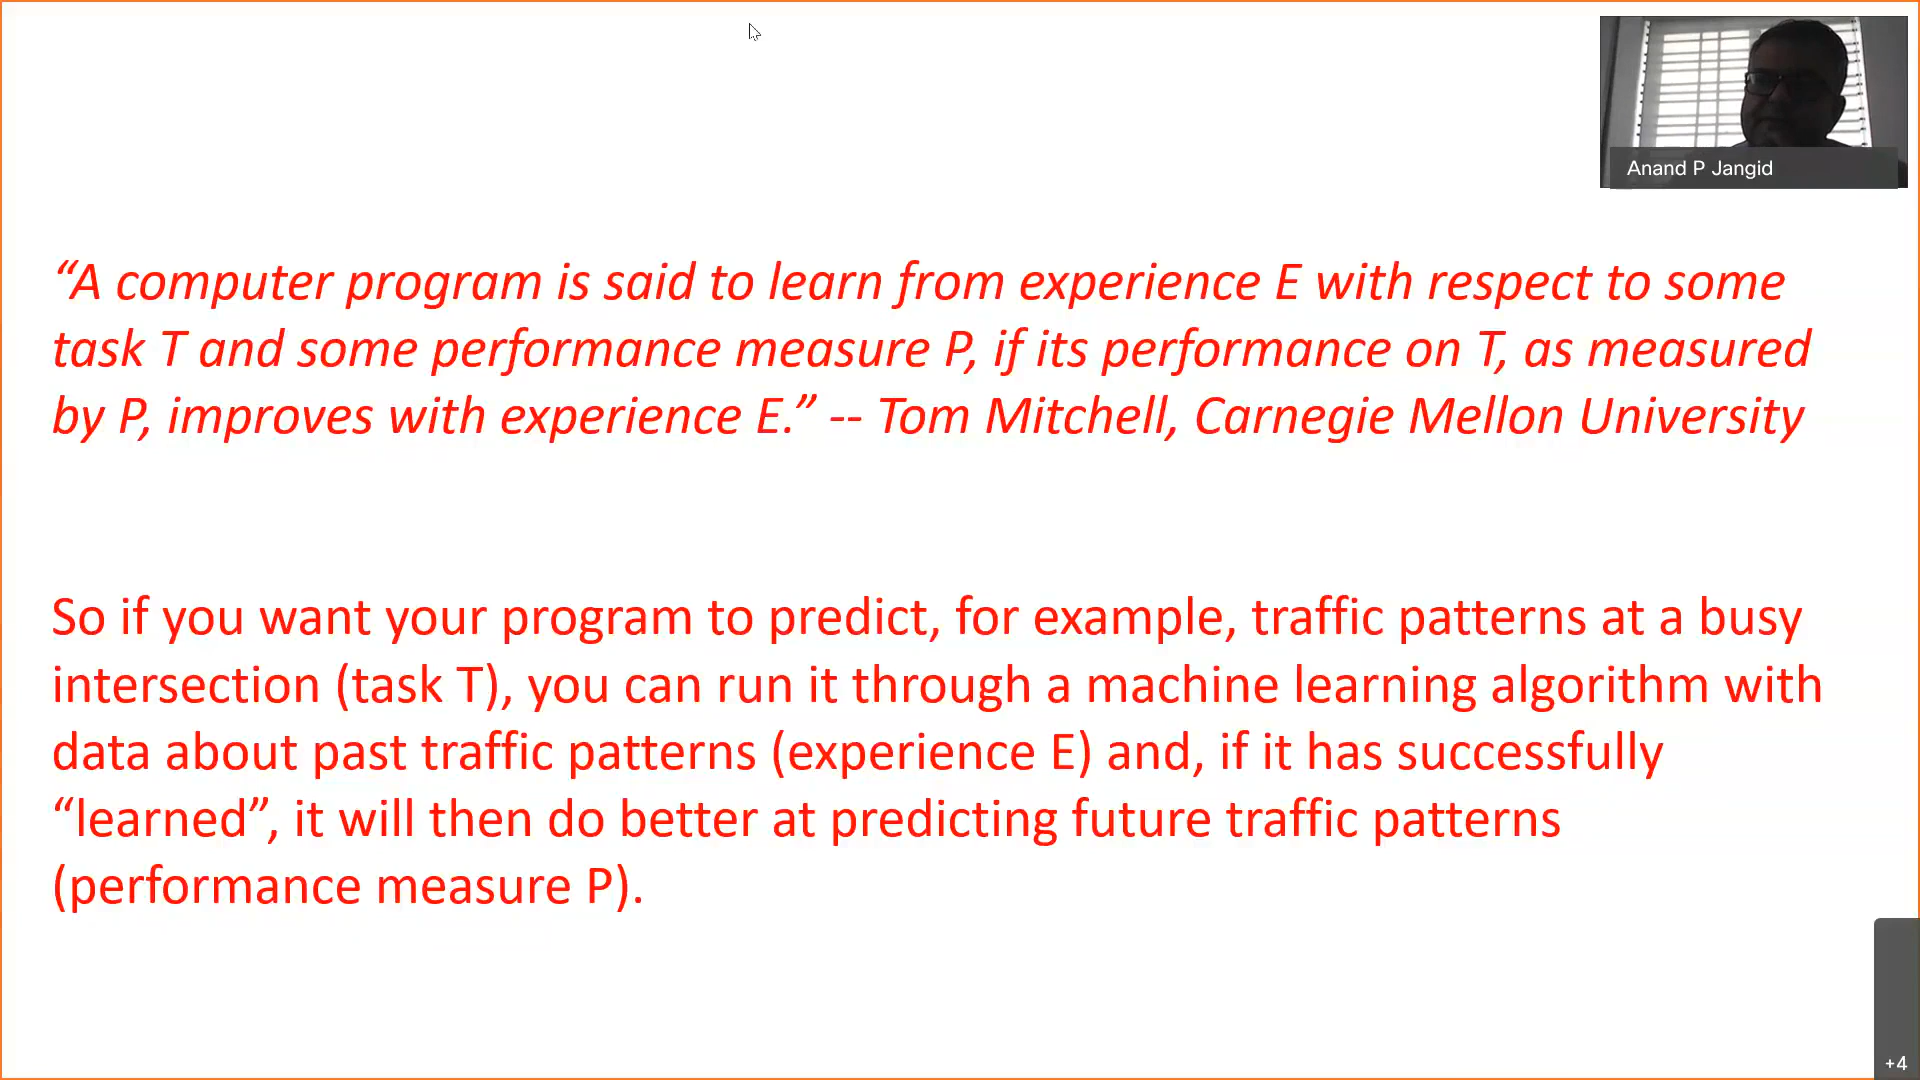 Anand P Jangid
“A computer program is said to learn from experience E with respect to some
task T and some performance measure P, if its performance on T, as measured
by P, improves with experience E.” -- Tom Mitchell, Carnegie Mellon University
So if you want your program to predict, for example, traffic patterns at a busy
intersection (task T), you can run it through a machine learning algorithm with
data about past traffic patterns (experience E) and, if it has successfully
“learned”, it will then do better at predicting future traffic patterns
(performance measure P).
+4